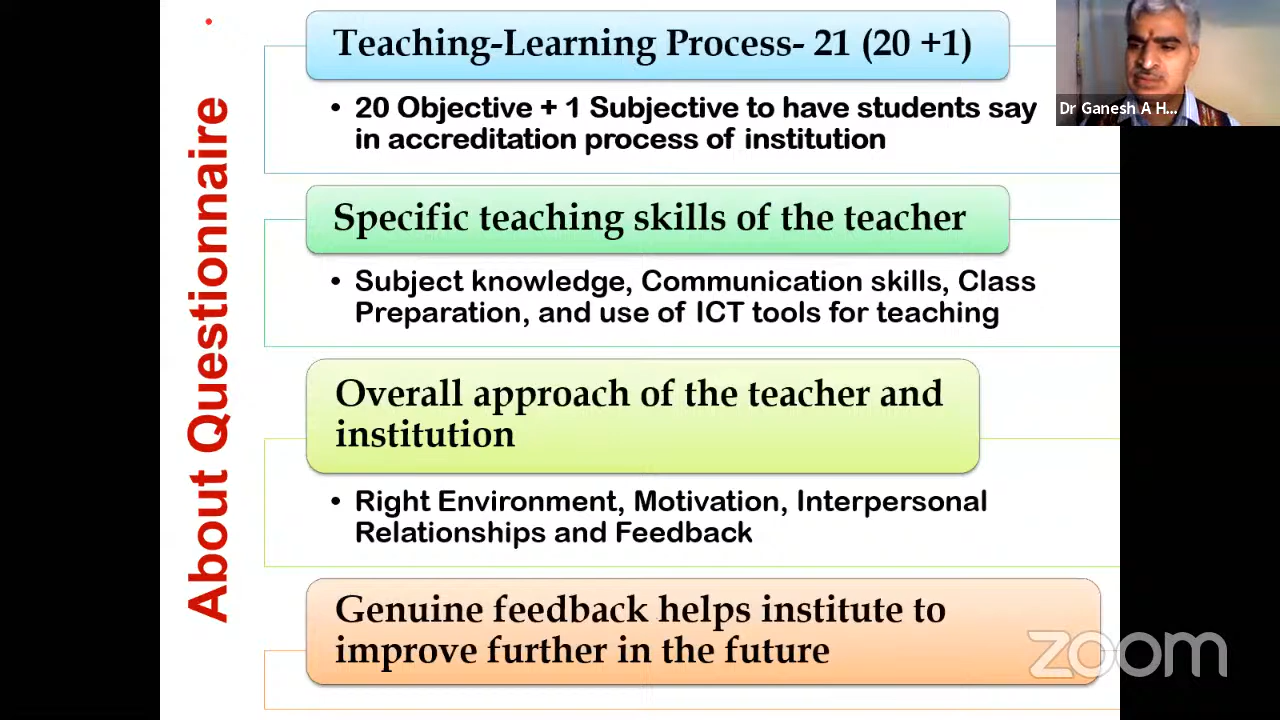 About Questionnaire
Teaching-Learning Process- 21 (20 +1)
• 20 Objective + 1 Subjective to have students say
in accreditation process of institution
Specific teaching skills of the teacher
• Subject knowledge, Communication skills, Class
Preparation, and use of ICT tools for teaching
Overall approach of the teacher and
institution
• Right Environment, Motivation, Interpersonal
Relationships and Feedback
Genuine feedback helps institute to
improve further in the future
Dr Ganesh A H...
zoom